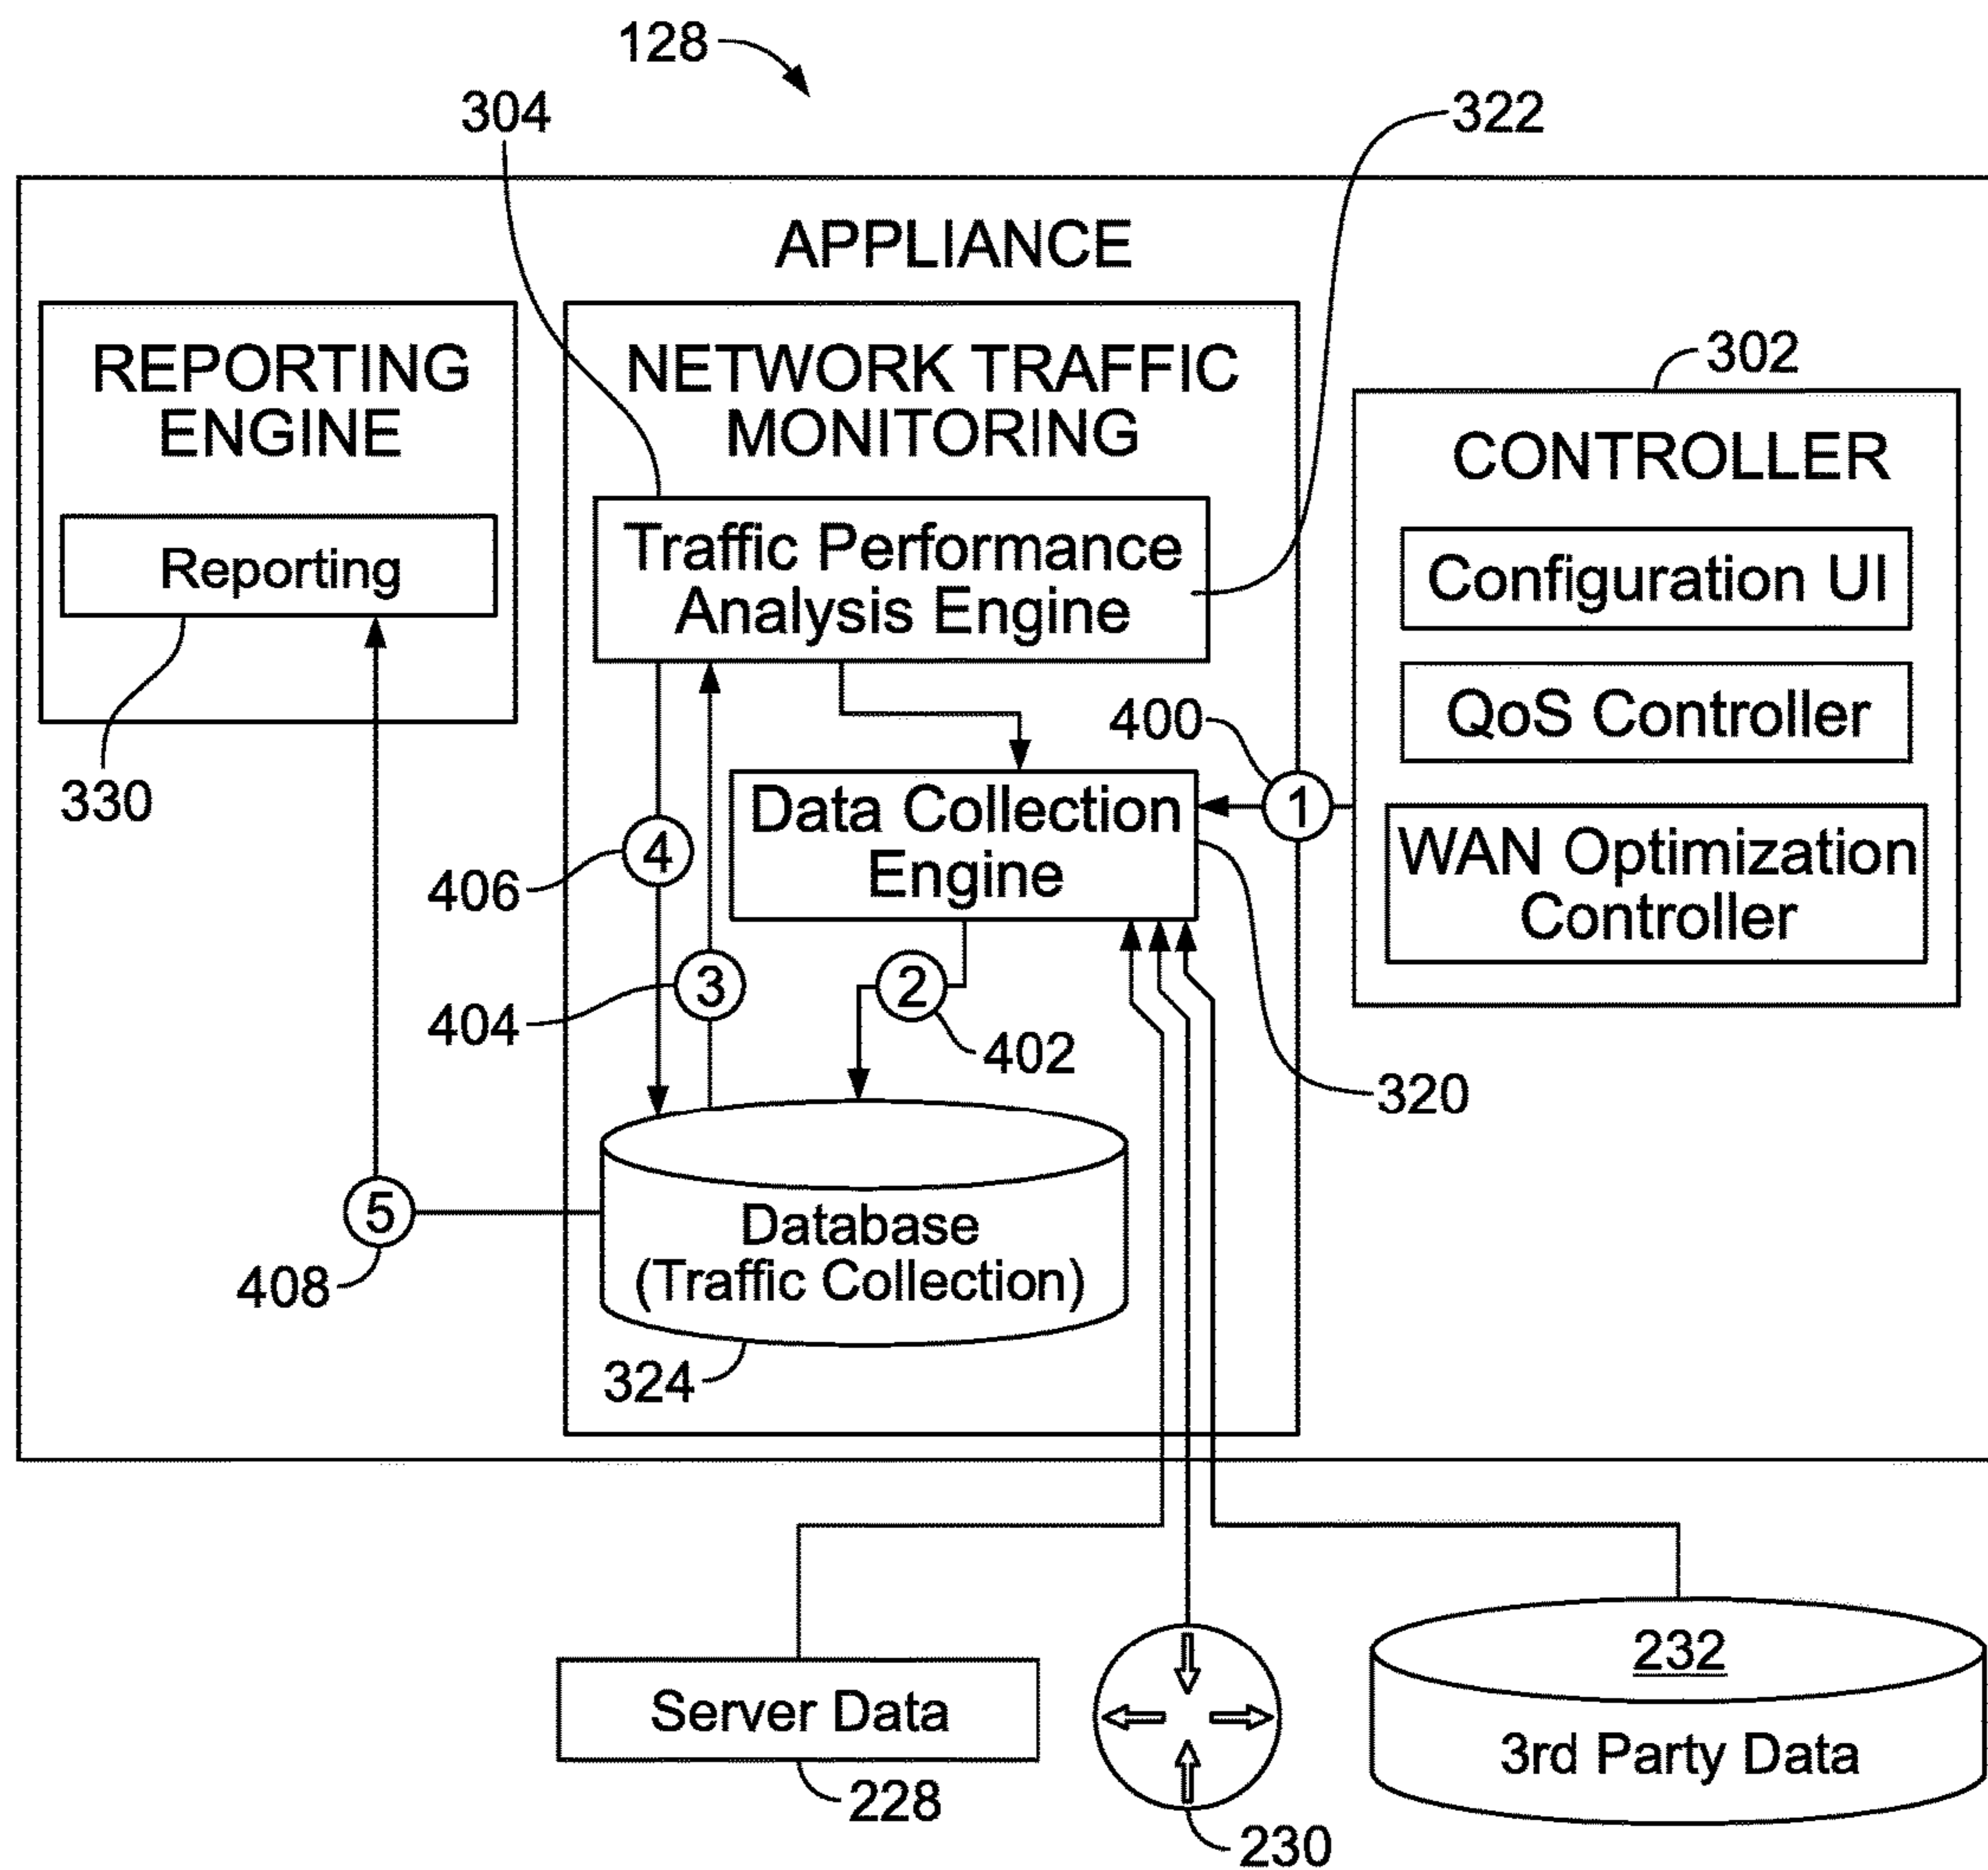 128
304
322
APPLIANCE
REPORTING
ENGINE
Reporting
330
NETWORK TRAFFIC
MONITORING
Traffic Performance
Analysis Engine
302
CONTROLLER
Configuration UI
QoS Controller
WAN Optimization
Controller
400
1
Data Collection
Engine
4
406
3
404
2
402
320
5
408
Database
(Traffic Collection)
324
Server Data
228
230
232
3rd Party Data